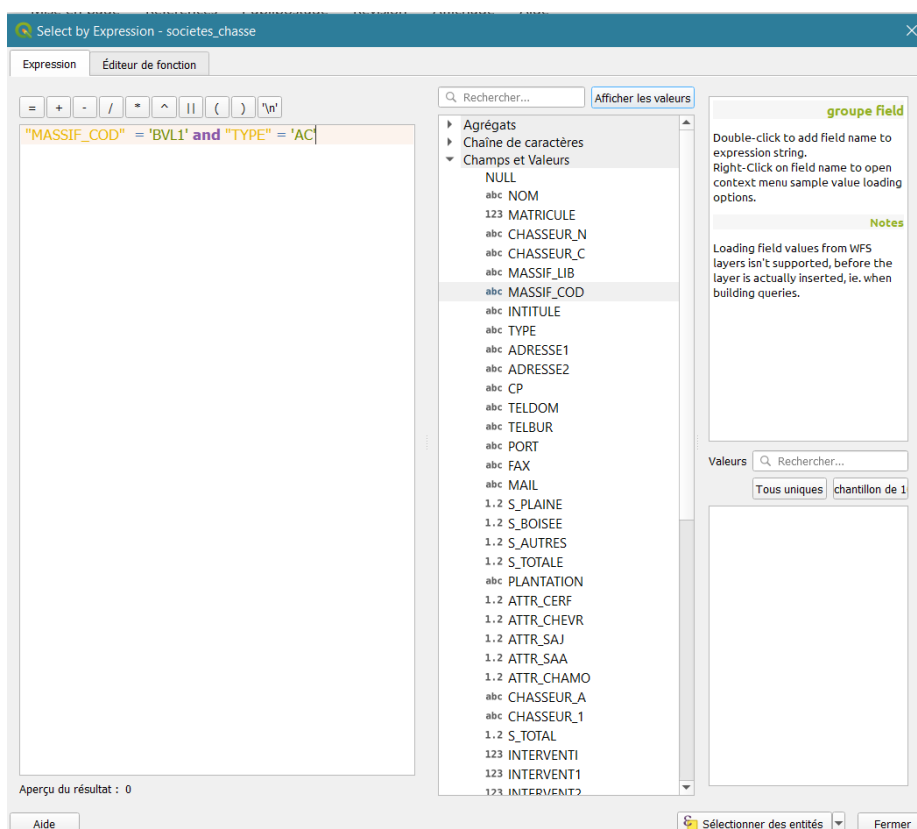 Select by Expression - societes_chasse
Expression
Éditeur de fonction
= + - / * ^ || ( ) '\n'
"MASSIF_COD" = 'BVL1' and "TYPE" = 'AC'
Aperçu du résultat : 0
Rechercher...
Afficher les valeurs
Agrégats
Chaîne de caractères
Champs et Valeurs
NULL
abc NOM
123 MATRICULE
abc CHASSEUR_N
abc CHASSEUR_C
abc MASSIF_LIB
abc MASSIF_COD
abc INTITULE
abc TYPE
abc ADRESSE1
abc ADRESSE2
abc CP
abc TELDOM
abc TELBUR
abc PORT
abc FAX
abc MAIL
1.2 S_PLAINE
1.2 S_BOISEE
1.2 S_AUTRES
1.2 S_TOTALE
abc PLANTATION
1.2 ATTR_CERF
1.2 ATTR_CHEVR
1.2 ATTR_SAJ
1.2 ATTR_SAA
1.2 ATTR_CHAMO
abc CHASSEUR_A
abc CHASSEUR_1
1.2 S_TOTAL
123 INTERVENTI
123 INTERVENT1
123 INTERVENT2
groupe field
Double-click to add field name to
expression string.
Right-Click on field name to open
context menu sample value loading
options.
Notes
Loading field values from WFS
layers isn't supported, before the
layer is actually inserted, ie. when
building queries.
Valeurs
Rechercher...
Tous uniques
chantillon de 1
Aide
Sélectionner des entités
Fermer